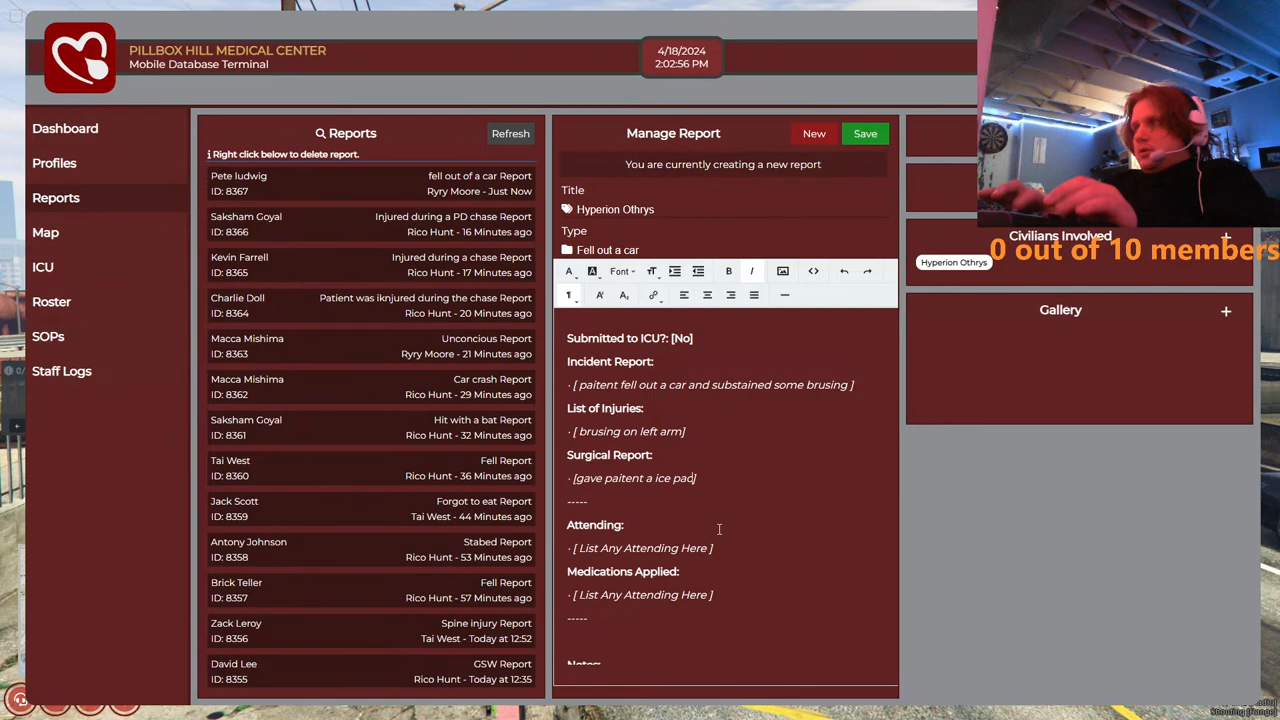 PILLBOX HILL MEDICAL CENTER
Mobile Database Terminal
4/18/2024
2:02:56 PM
Dashboard
Profiles
Reports
Map
ICU
Roster
SOPs
Staff Logs
Reports
Refresh
Right click below to delete report.
Pete ludwig fell out of a car Report
ID: 8367 Ryry Moore - Just Now
Saksham Goyal Injured during a PD chase Report
ID: 8366 Rico Hunt - 16 Minutes ago
Kevin Farrell Injured during a chase Report
ID: 8365 Rico Hunt - 17 Minutes ago
Charlie Doll Patient was iknjured during the chase Report
ID: 8364 Rico Hunt - 20 Minutes ago
Macca Mishima Unconcious Report
ID: 8363 Ryry Moore - 21 Minutes ago
Macca Mishima Car crash Report
ID: 8362 Rico Hunt - 29 Minutes ago
Saksham Goyal Hit with a bat Report
ID: 8361 Rico Hunt - 32 Minutes ago
Tai West Fell Report
ID: 8360 Rico Hunt - 36 Minutes ago
Jack Scott Forgot to eat Report
ID: 8359 Tai West - 44 Minutes ago
Antony Johnson Stabed Report
ID: 8358 Rico Hunt - 53 Minutes ago
Brick Teller Fell Report
ID: 8357 Rico Hunt - 57 Minutes ago
Zack Leroy Spine injury Report
ID: 8356 Tai West - Today at 12:52
David Lee GSW Report
ID: 8355 Rico Hunt - Today at 12:35
Manage Report
New
Save
You are currently creating a new report
Title
Hyperion Othrys
Type
Fell out a car
Font
B I
Submitted to ICU?: [No]
Incident Report:
· [ paitent fell out a car and substained some brusing ]
List of Injuries:
· [ brusing on left arm]
Surgical Report:
· [gave paitent a ice pad]
-----
Attending:
· [ List Any Attending Here ]
Medications Applied:
· [ List Any Attending Here ]
-----
Notes:
Civilians Involved
+
0 out of 10 members
Hyperion Othrys
Gallery
+